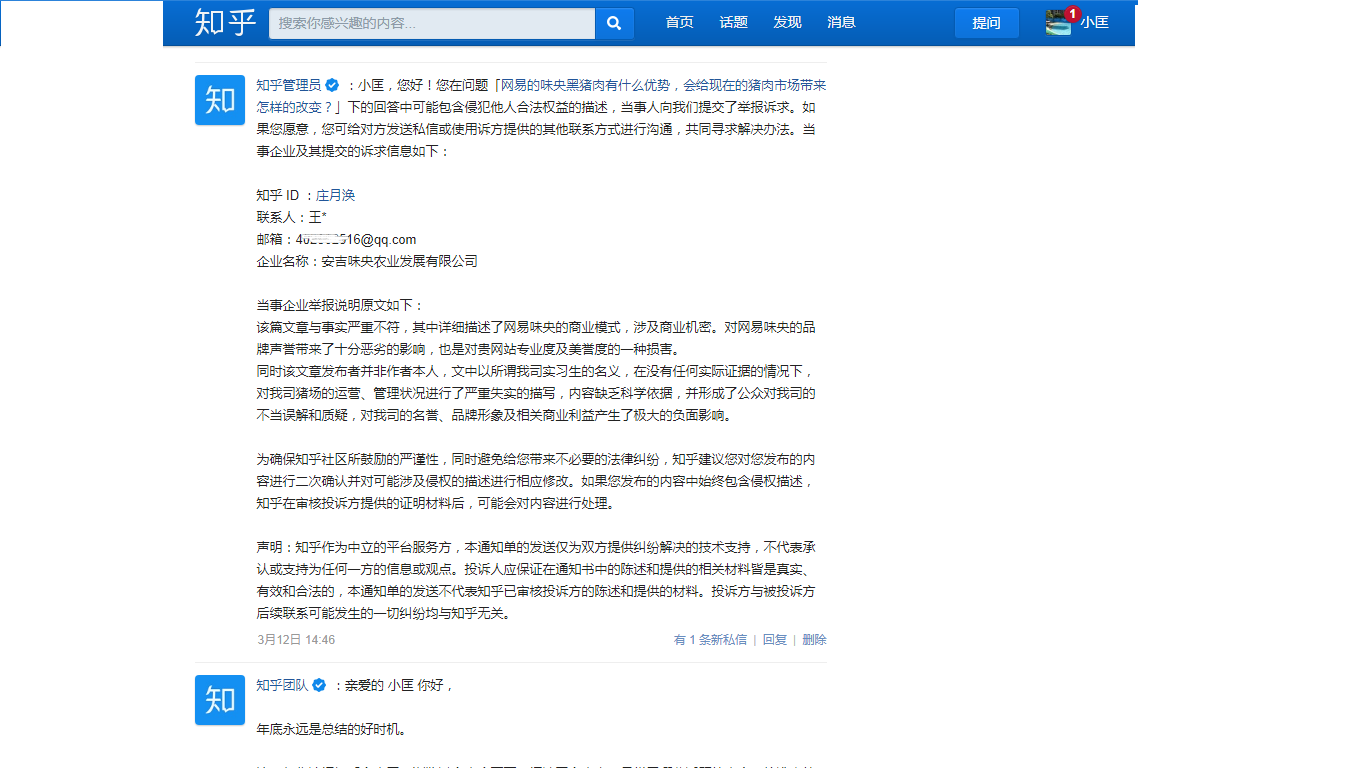 知乎 搜索你感兴趣的内容... 首页 话题 发现 消息 提问 1 小匡
知乎管理员 ：小匡，您好！您在问题「网易的味央黑猪肉有什么优势，会给现在的猪肉市场带来
怎样的改变？」下的回答中可能包含侵犯他人合法权益的描述，当事人向我们提交了举报诉求。如
果您愿意，您可给对方发送私信或使用诉方提供的其他联系方式进行沟通，共同寻求解决办法。当
事企业及其提交的诉求信息如下：
知乎 ID ：庄月涣
联系人：王*
邮箱：
企业名称：安吉味央农业发展有限公司
当事企业举报说明原文如下：
该篇文章与事实严重不符，其中详细描述了网易味央的商业模式，涉及商业机密。对网易味央的品
牌声誉带来了十分恶劣的影响，也是对贵网站专业度及美誉度的一种损害。
同时该文章发布者并非作者本人，文中以所谓我司实习生的名义，在没有任何实际证据的情况下，
对我司猪场的运营、管理状况进行了严重失实的描写，内容缺乏科学依据，并形成了公众对我司的
不当误解和质疑，对我司的名誉、品牌形象及相关商业利益产生了极大的负面影响。
为确保知乎社区所鼓励的严谨性，同时避免给您带来不必要的法律纠纷，知乎建议您对您发布的内
容进行二次确认并对可能涉及侵权的描述进行相应修改。如果您发布的内容中始终包含侵权描述，
知乎在审核投诉方提供的证明材料后，可能会对内容进行处理。
声明：知乎作为中立的平台服务方，本通知单的发送仅为双方提供纠纷解决的技术支持，不代表承
认或支持为任何一方的信息或观点。投诉人应保证在通知书中的陈述和提供的相关材料皆是真实、
有效和合法的，本通知单的发送不代表知乎已审核投诉方的陈述和提供的材料。投诉方与被投诉方
后续联系可能发生的一切纠纷均与知乎无关。
3月12日 14:46 有 1 条新私信 | 回复 | 删除
知乎团队 ：亲爱的 小匡 你好，
年底永远是总结的好时机。